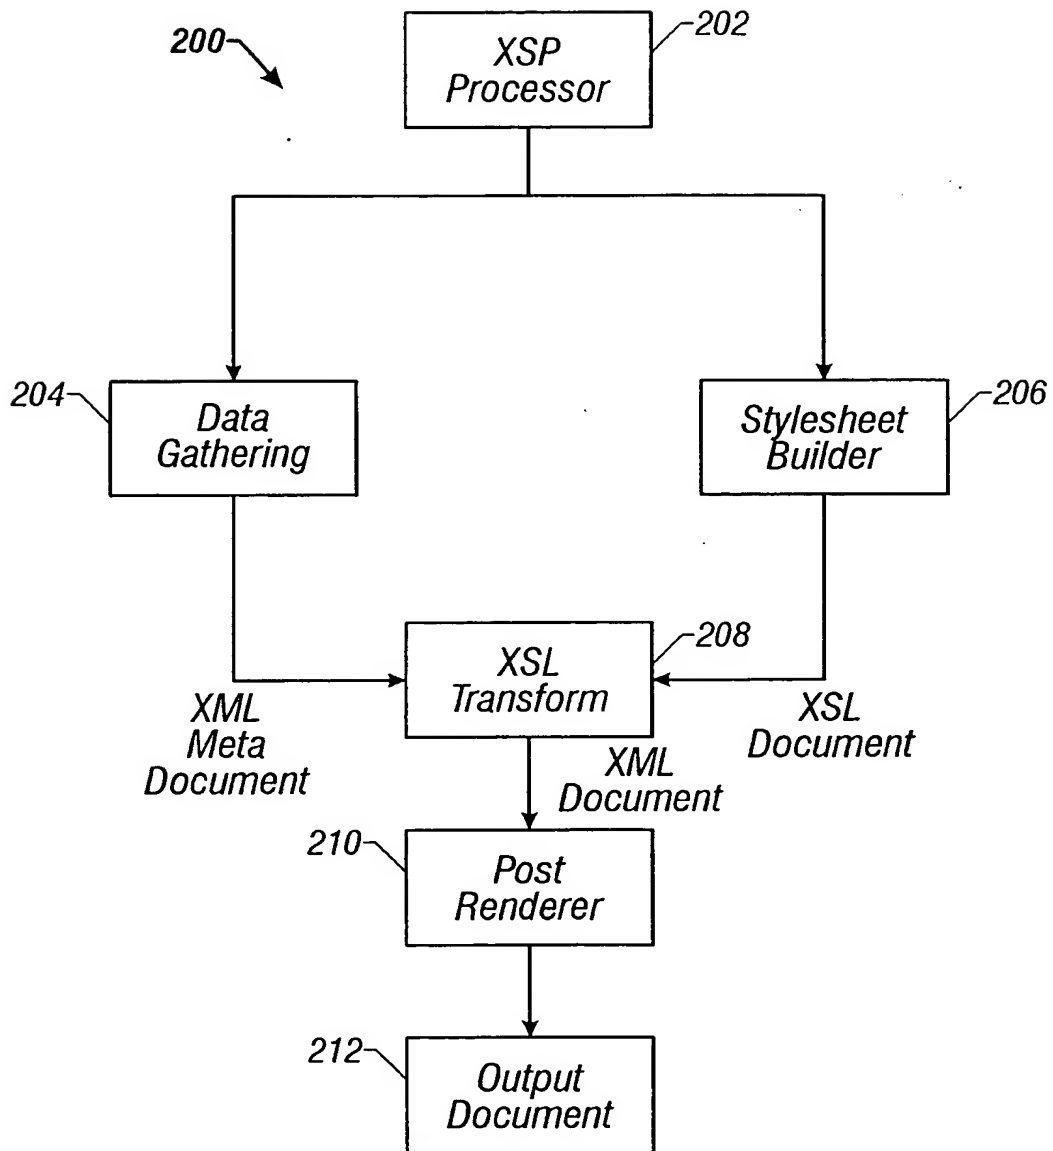 200
XSP
Processor
202
204
Data
Gathering
Stylesheet
Builder
206
XSL
Transform
208
XML
Meta
Document
XSL
Document
XML
Document
210
Post
Renderer
212
Output
Document